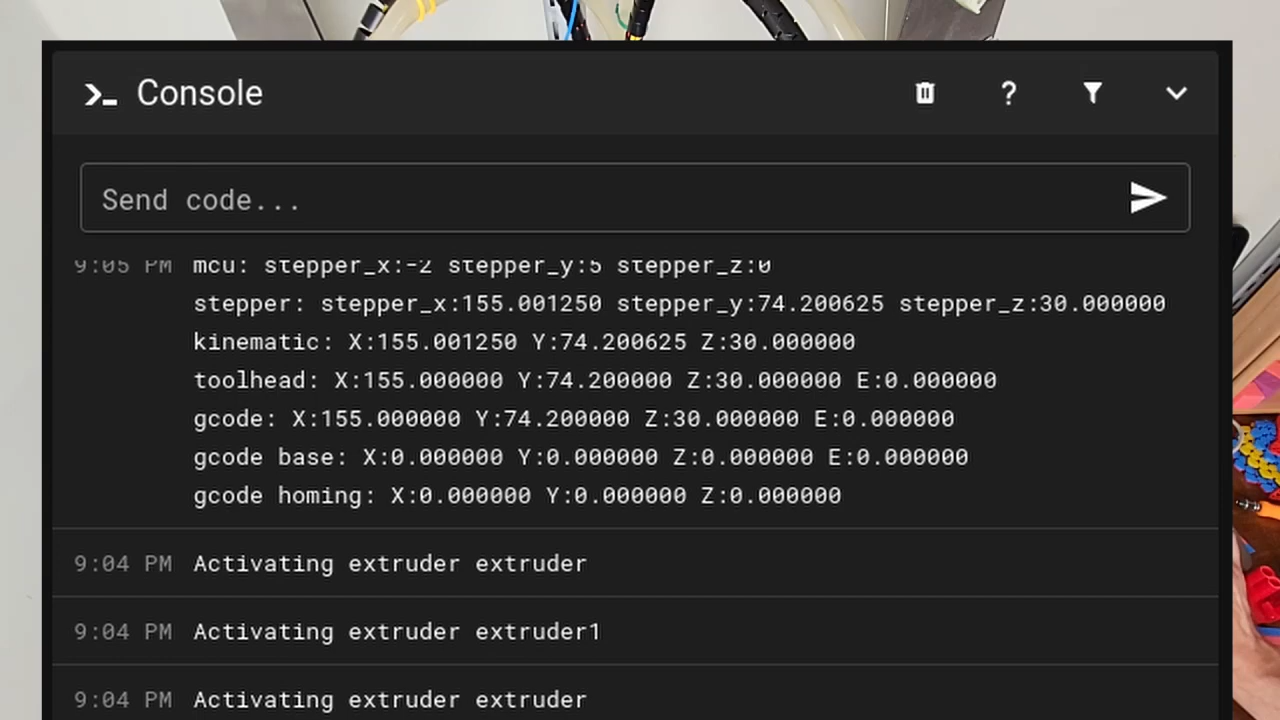 Console
Send code...
9:05 PM mcu: stepper_x:-2 stepper_y:5 stepper_z:0
stepper: stepper_x:155.001250 stepper_y:74.200625 stepper_z:30.000000
kinematic: X:155.001250 Y:74.200625 Z:30.000000
toolhead: X:155.000000 Y:74.200000 Z:30.000000 E:0.000000
gcode: X:155.000000 Y:74.200000 Z:30.000000 E:0.000000
gcode base: X:0.000000 Y:0.000000 Z:0.000000 E:0.000000
gcode homing: X:0.000000 Y:0.000000 Z:0.000000
9:04 PM Activating extruder extruder
9:04 PM Activating extruder extruder1
9:04 PM Activating extruder extruder